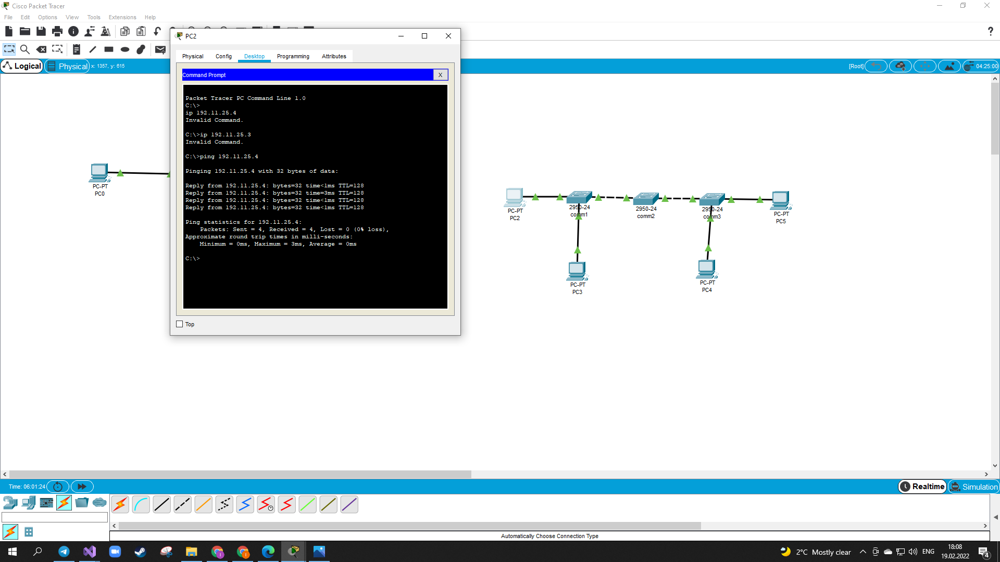 Cisco Packet Tracer
File Edit Options View Tools Extensions Help
?
PC2
Physical Config Desktop Programming Attributes
Logical Physical x: 1357, y: 615
[Root] 04:25:00
Command Prompt X
Packet Tracer PC Command Line 1.0
C:\>
ip 192.11.25.4
Invalid Command.
C:\>ip 192.11.25.3
Invalid Command.
C:\>ping 192.11.25.4
Pinging 192.11.25.4 with 32 bytes of data:
Reply from 192.11.25.4: bytes=32 time<1ms TTL=128
Reply from 192.11.25.4: bytes=32 time=3ms TTL=128
Reply from 192.11.25.4: bytes=32 time<1ms TTL=128
Reply from 192.11.25.4: bytes=32 time<1ms TTL=128
Ping statistics for 192.11.25.4:
Packets: Sent = 4, Received = 4, Lost = 0 (0% loss),
Approximate round trip times in milli-seconds:
Minimum = 0ms, Maximum = 3ms, Average = 0ms
C:\>
Top
PC-PT
PC0
PC-PT
PC2
2950-24
comm1
2950-24
comm2
2950-24
comm3
PC-PT
PC5
PC-PT
PC3
PC-PT
PC4
Time: 06:01:24
Realtime Simulation
Automatically Choose Connection Type
2°C Mostly clear
ENG
18:08
19.02.2022
4